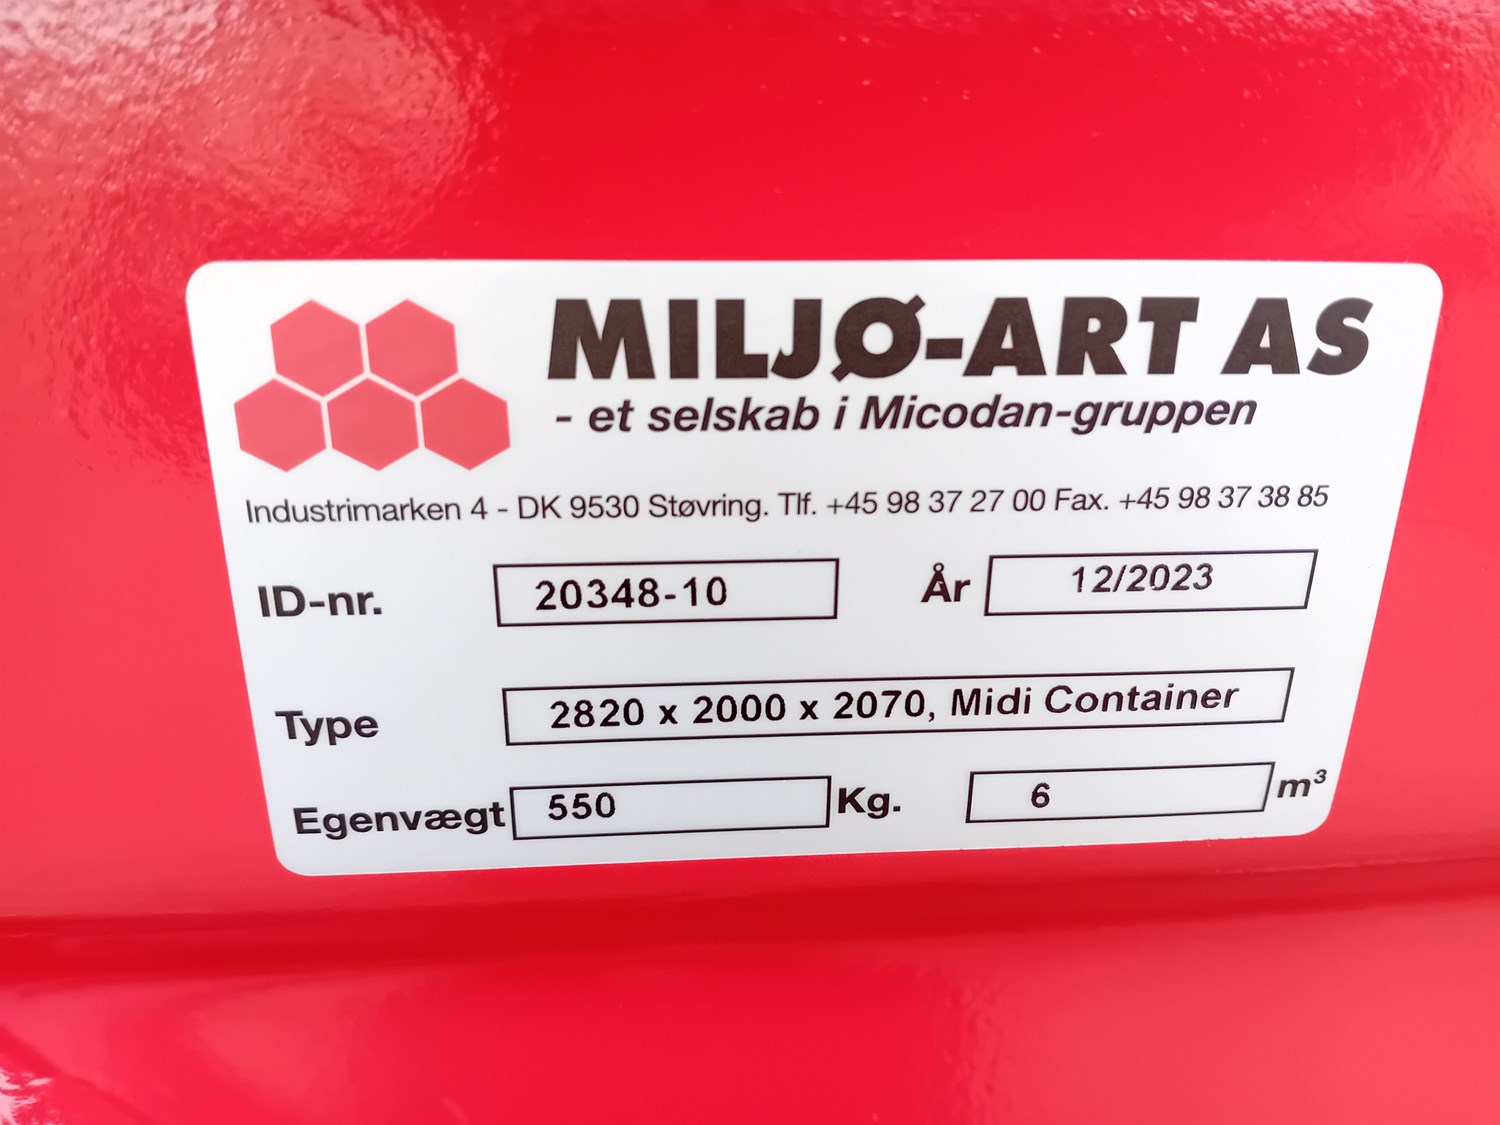 MILJØ-ART AS
- et selskab i Micodan-gruppen
Industrimarken 4 - DK 9530 Støvring. Tlf. +45 98 37 27 00 Fax. +45 98 37 38 85
ID-nr. 20348-10 År 12/2023
Type 2820 x 2000 x 2070, Midi Container
Egenvægt 550 Kg. 6 m³